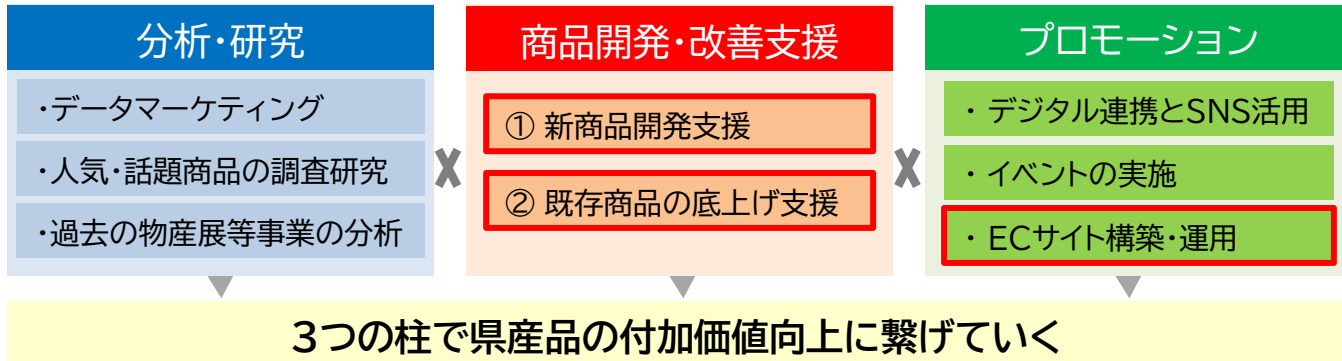 分析・研究
・データマーケティング
・人気・話題商品の調査研究
・過去の物産展等事業の分析
商品開発・改善支援
① 新商品開発支援
② 既存商品の底上げ支援
プロモーション
・ デジタル連携とSNS活用
・ イベントの実施
・ ECサイト構築・運用
3つの柱で県産品の付加価値向上に繋げていく